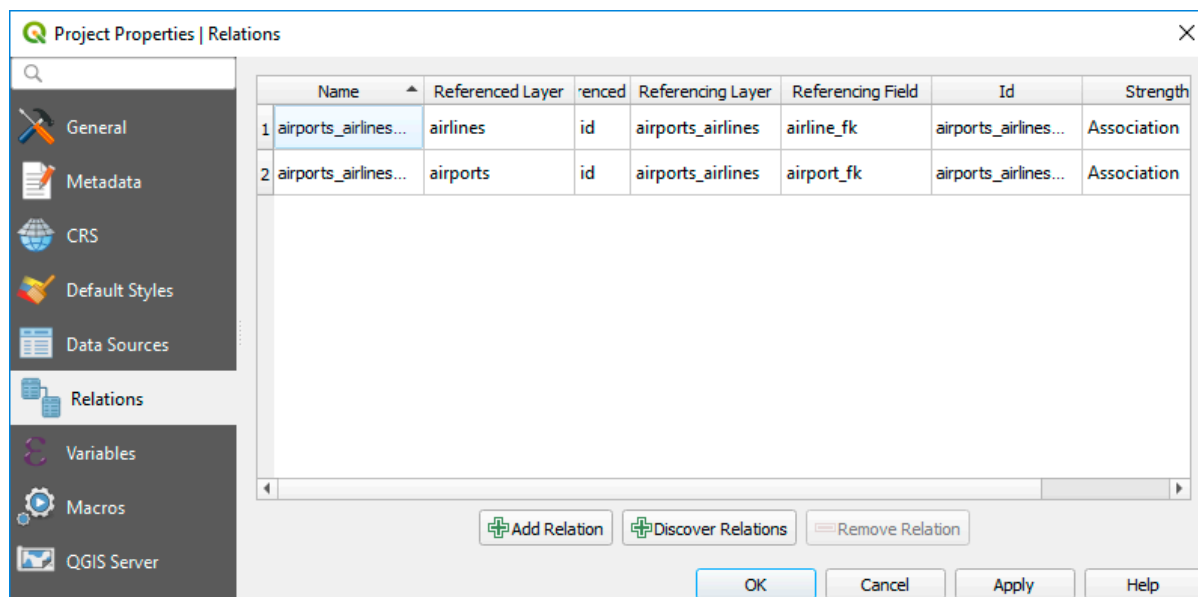 Project Properties | Relations
Name Referenced Layer renced Referencing Layer Referencing Field Id Strength
1 airports_airlines... airlines id airports_airlines airline_fk airports_airlines... Association
2 airports_airlines... airports id airports_airlines airport_fk airports_airlines... Association
General
Metadata
CRS
Default Styles
Data Sources
Relations
Variables
Macros
QGIS Server
Add Relation Discover Relations Remove Relation
OK Cancel Apply Help